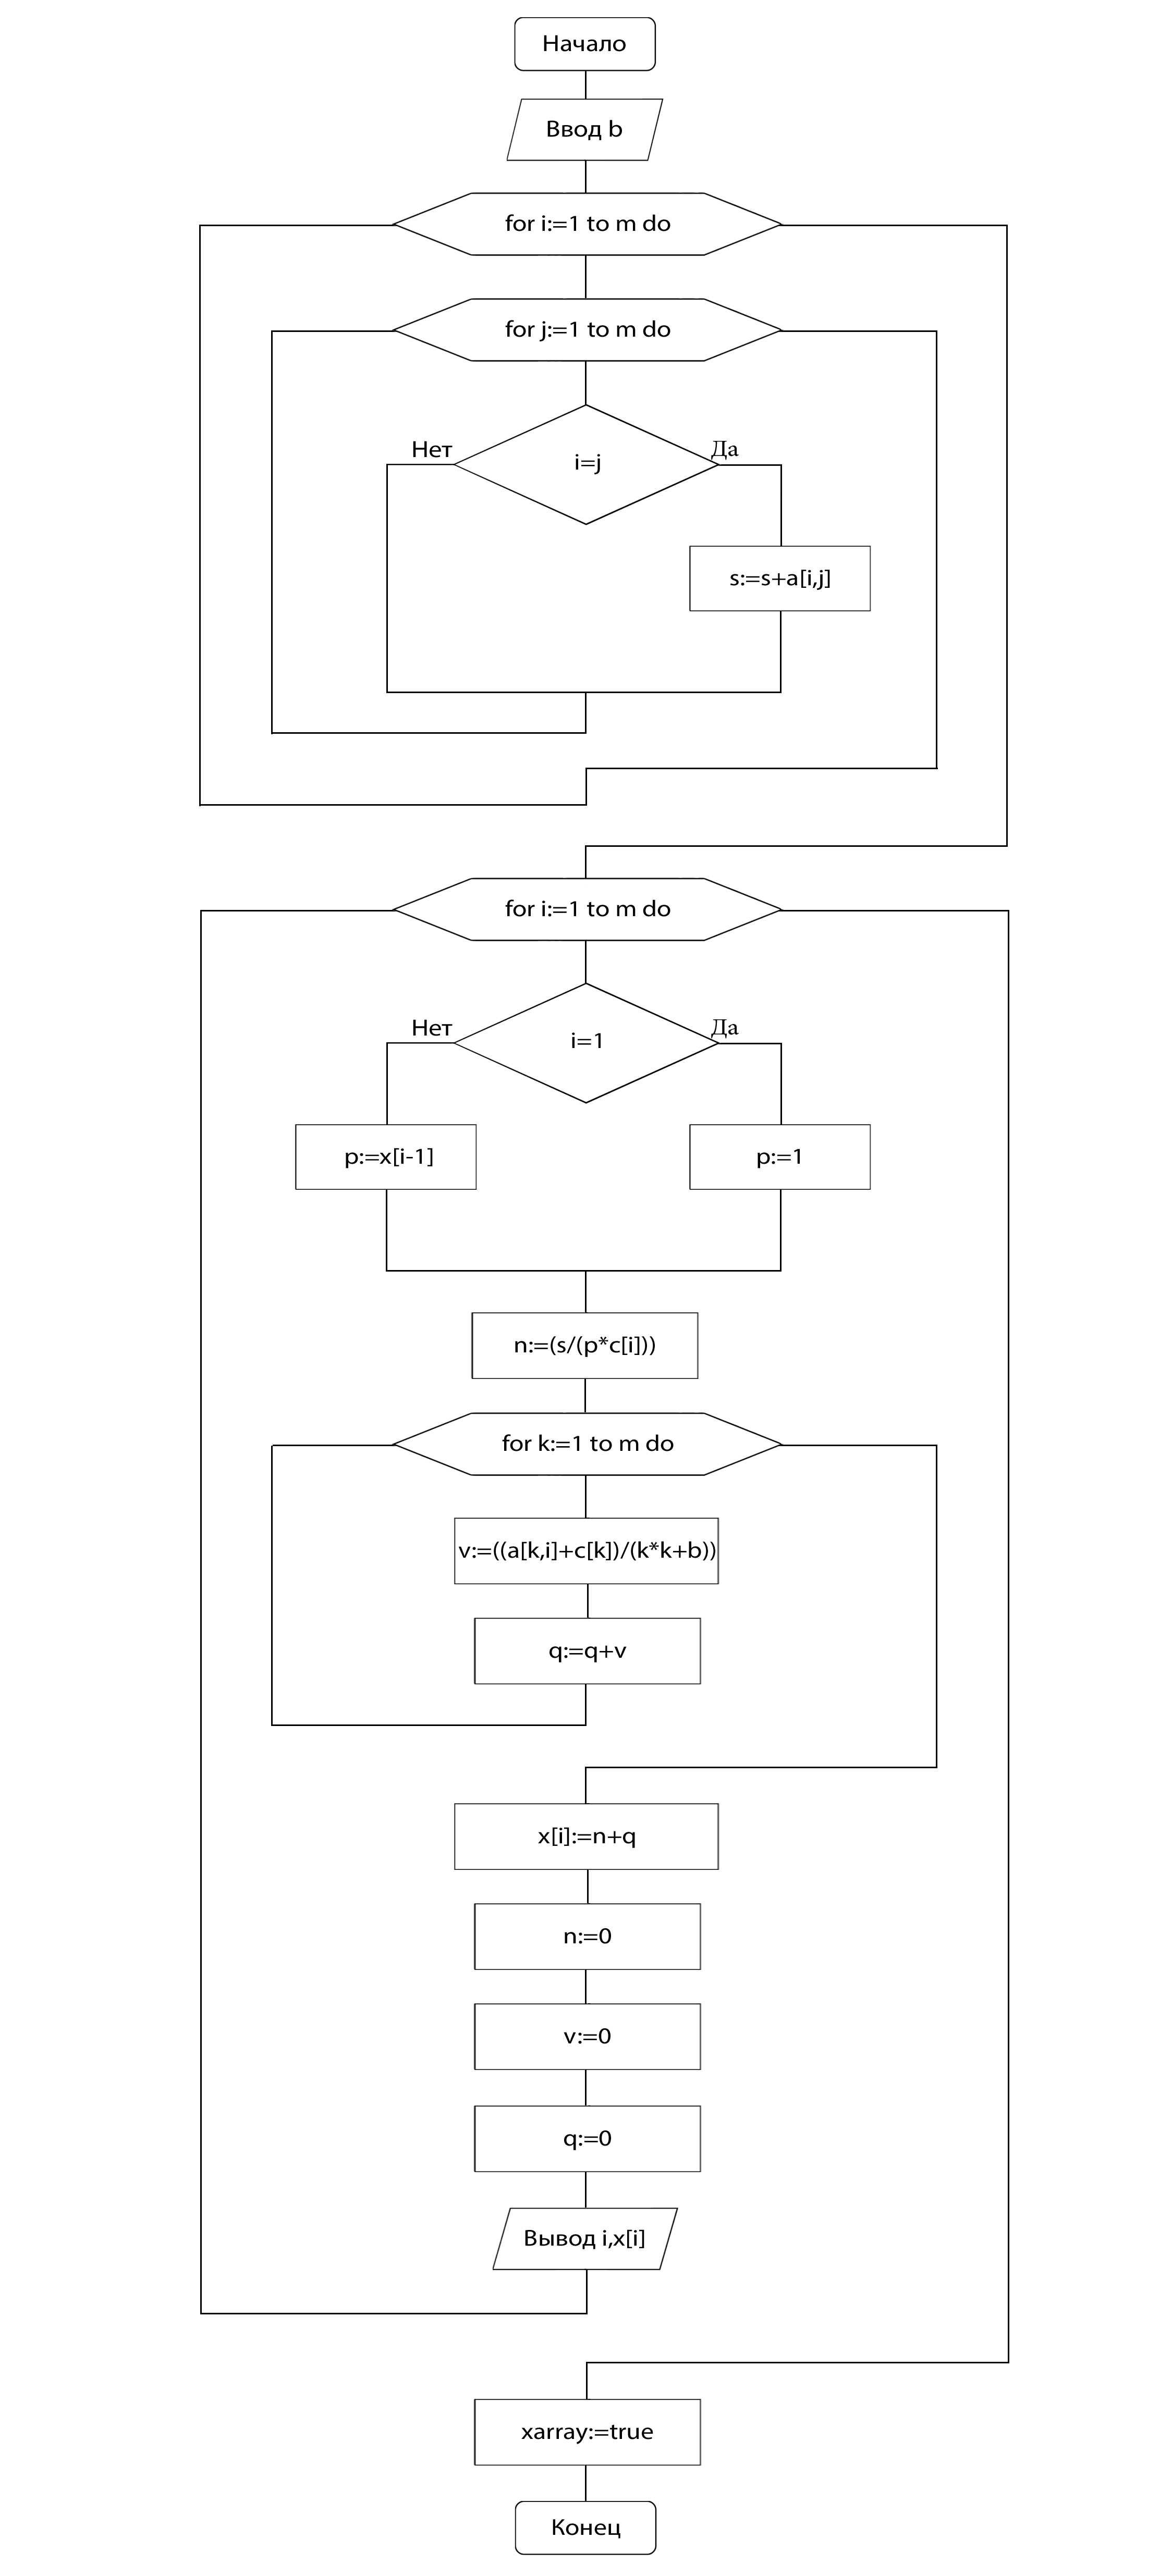 Начало
Ввод b
for i:=1 to m do
for j:=1 to m do
Нет
Да
i=j
s:=s+a[i,j]
for i:=1 to m do
Нет
Да
i=1
p:=x[i-1]
p:=1
n:=(s/(p*c[i]))
for k:=1 to m do
v:=((a[k,i]+c[k])/(k*k+b))
q:=q+v
x[i]:=n+q
n:=0
v:=0
q:=0
Вывод i,x[i]
xarray:=true
Конец